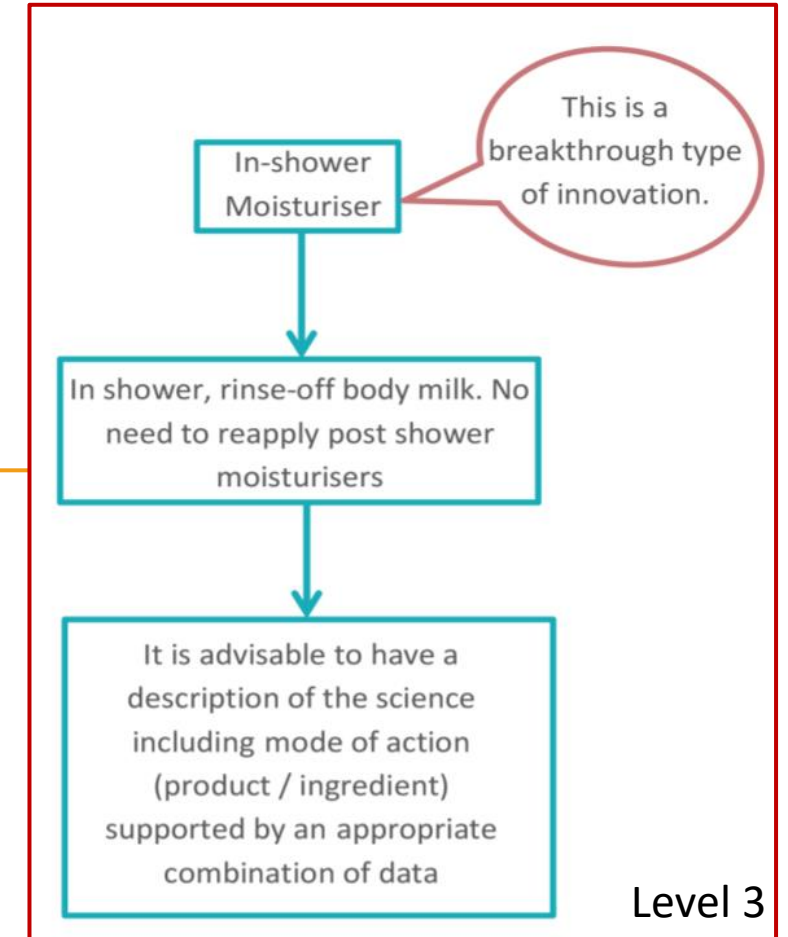 This is a
breakthrough type
of innovation.
In-shower
Moisturiser
In shower, rinse-off body milk. No
need to reapply post shower
moisturisers
It is advisable to have a
description of the science
including mode of action
(product / ingredient)
supported by an appropriate
combination of data
Level 3